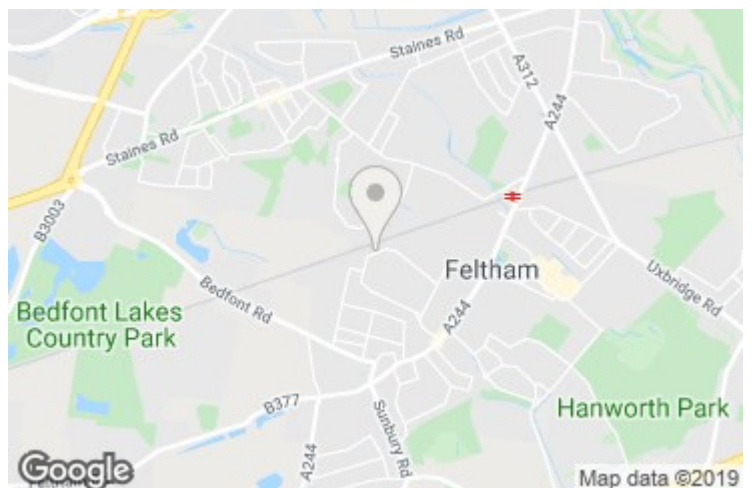 Staines Rd
A312
A244
Staines Rd
B3003
Feltham
Uxbridge Rd
Bedfont Rd
Bedfont Lakes
Country Park
A244
B377
Hanworth Park
Sunbury Rd
A244
Google
Map data ©2019